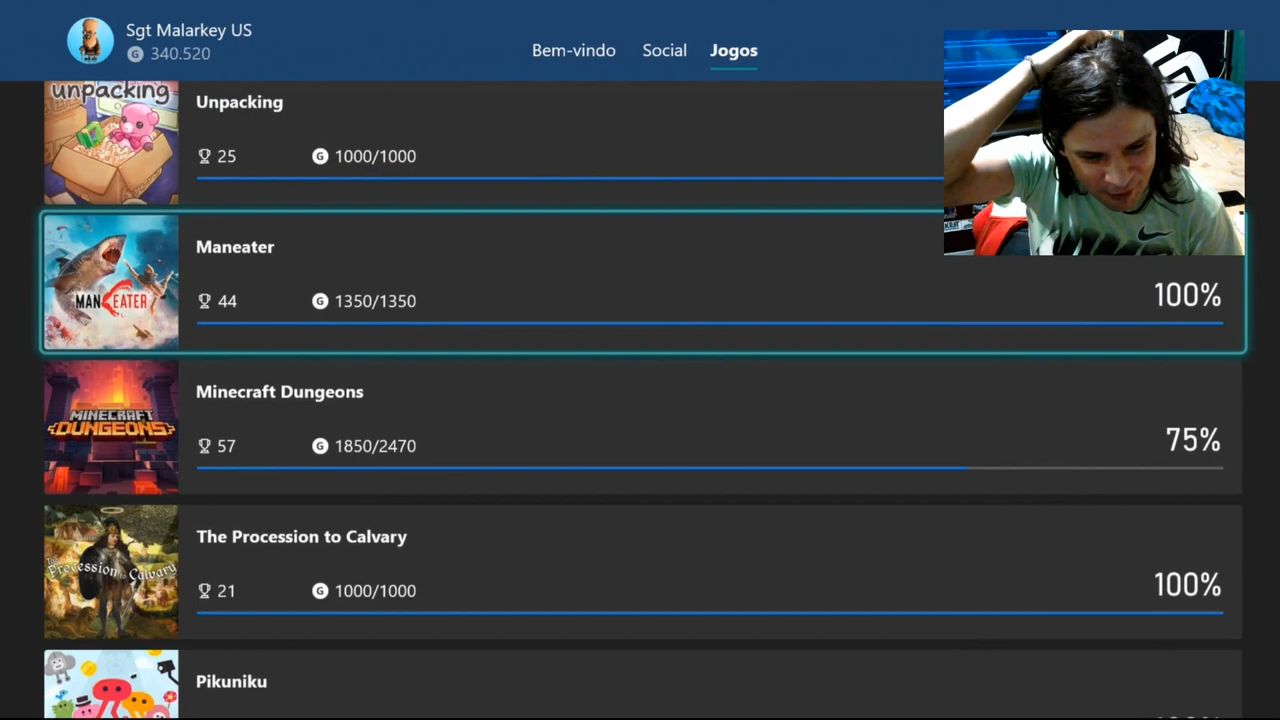 Sgt Malarkey US
G 340.520
Bem-vindo Social Jogos
unpacking
Unpacking
25 G 1000/1000
MANEATER
Maneater
44 G 1350/1350
100%
MINECRAFT
DUNGEONS
Minecraft Dungeons
57 G 1850/2470
75%
The Procession to Calvary
The Procession to Calvary
21 G 1000/1000
100%
Pikuniku